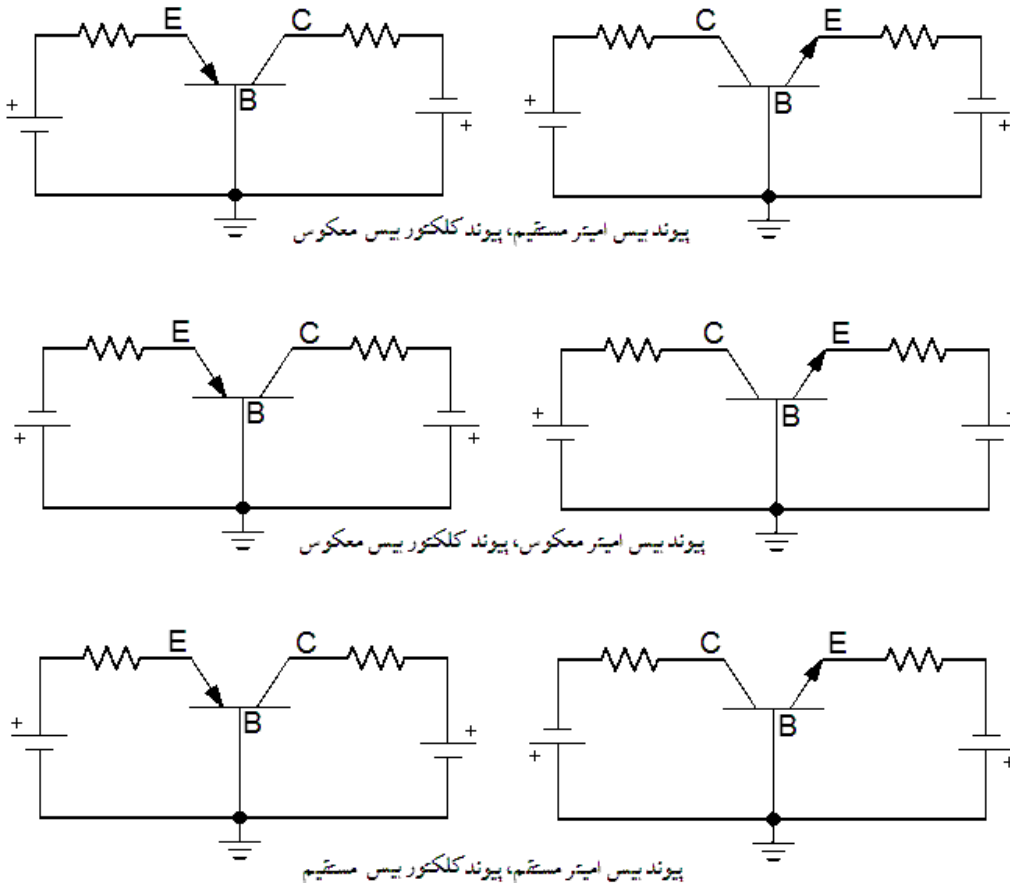 E C C E
B B
+ + + +
پیوند بیس امیتر مستقیم، پیوند کلکتور بیس معکوس
E C C E
B B
+ + + +
پیوند بیس امیتر معکوس، پیوند کلکتور بیس معکوس
E C C E
B B
+ + + +
پیوند بیس امیتر مستقم، پیوند کلکتور بیس مستقیم